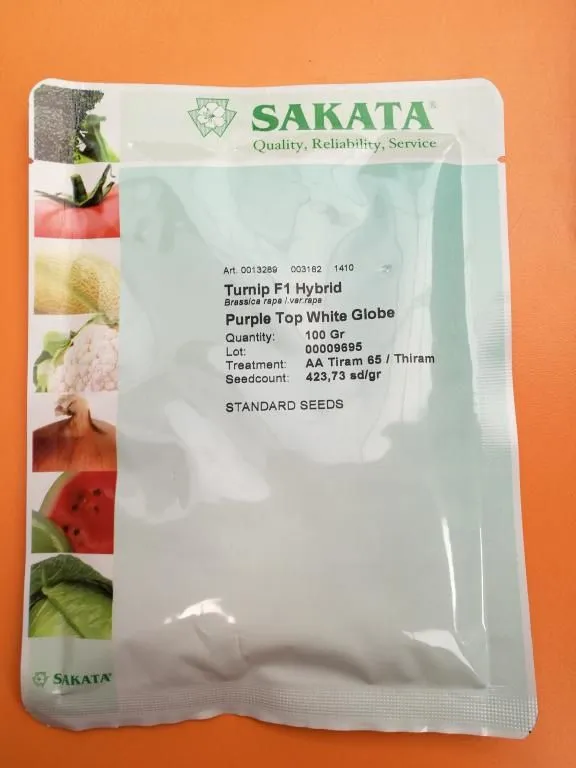 SAKATA®
Quality, Reliability, Service
Art. 0013289 003182 1410
Turnip F1 Hybrid
Brassica rapa l.var.rapa
Purple Top White Globe
Quantity: 100 Gr
Lot: 00009695
Treatment: AA Tiram 65 / Thiram
Seedcount: 423,73 sd/gr
STANDARD SEEDS
SAKATA®